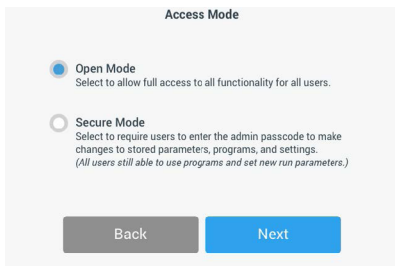 Access Mode
Open Mode
Select to allow full access to all functionality for all users.
Secure Mode
Select to require users to enter the admin passcode to make
changes to stored parameters, programs, and settings.
(All users still able to use programs and set new run parameters.)
Back Next